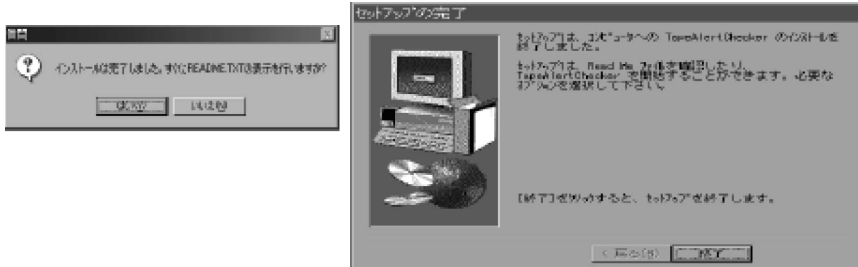 インストールは完了しました。すぐにREADME.TXTの表示を行いますか?
はい(Y)
いいえ(N)
セットアップの完了
セットアップは、コンピュータへの TapeAlertChecker のインストールを
終了しました。
セットアップは、Read Me ファイルを確認したり、
TapeAlertChecker を開始することができます。必要な
オプションを選択して下さい。
[終了]をクリックすると、セットアップを終了します。
< 戻る(B)
終了